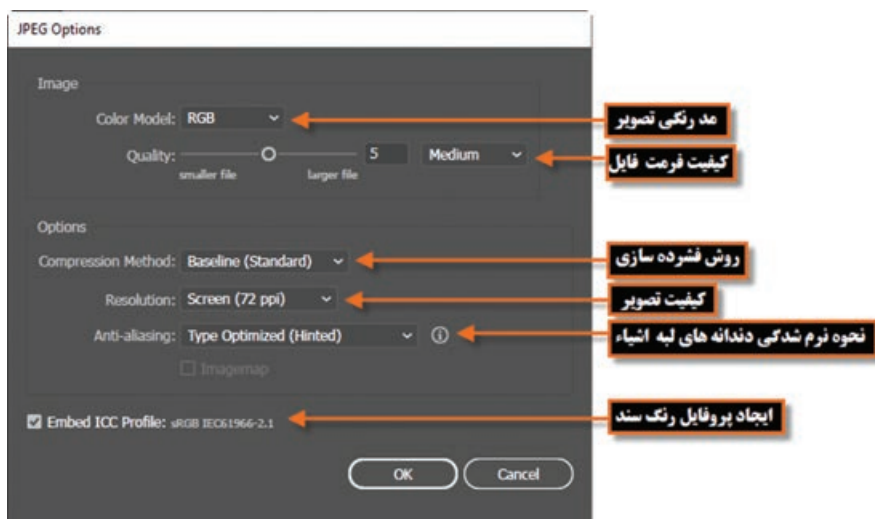 JPEG Options
Image
Color Model: RGB
مد رنگی تصویر
Quality: 5 Medium
کیفیت فرمت فایل
smaller file larger file
Options
Compression Method: Baseline (Standard)
روش فشرده سازی
Resolution: Screen (72 ppi)
کیفیت تصویر
Anti-aliasing: Type Optimized (Hinted)
نحوه نرم شدگی دندانه های لبه اشیاء
Imagemap
Embed ICC Profile: sRGB IEC61966-2.1
ایجاد پروفایل رنگ سند
OK Cancel